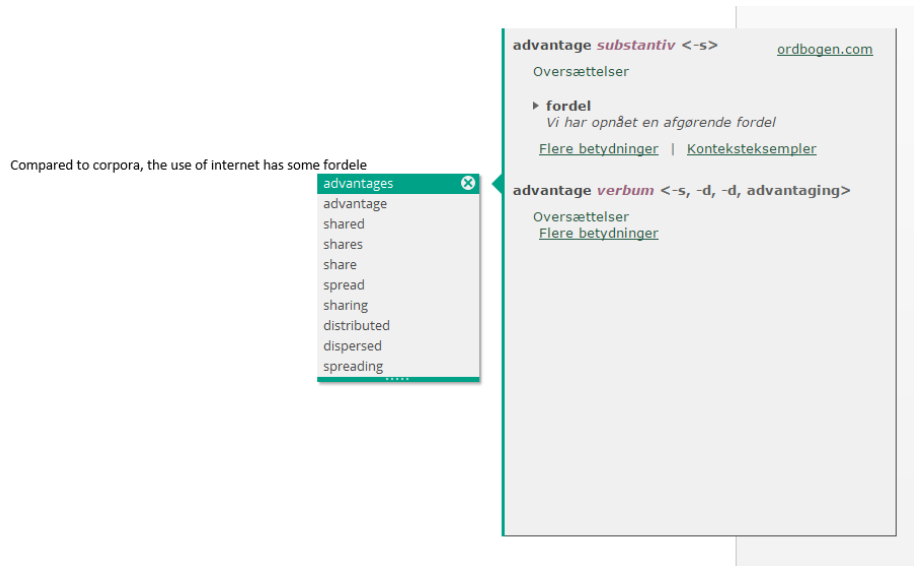 Compared to corpora, the use of internet has some fordele
advantages
advantage
shared
shares
share
spread
sharing
distributed
dispersed
spreading
advantage substantiv <-s>
ordbogen.com
Oversættelser
fordel
Vi har opnået en afgørende fordel
Flere betydninger | Konteksteksempler
advantage verbum <-s, -d, -d, advantaging>
Oversættelser
Flere betydninger